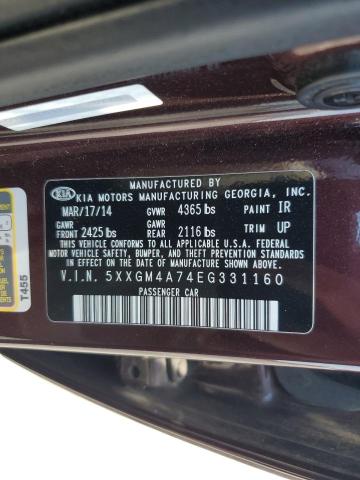 MANUFACTURED BY
KIA KIA MOTORS MANUFACTURING GEORGIA, INC.
MAR/17/14 GVWR 4365 lbs PAINT IR
GAWR FRONT 2425 lbs GAWR REAR 2116 lbs TRIM UP
THIS VEHICLE CONFORMS TO ALL APPLICABLE U.S.A. FEDERAL MOTOR VEHICLE
SAFETY, BUMPER, AND THEFT PREVENTION STANDARDS
IN EFFECT ON THE DATE OF MANUFACTURE SHOWN ABOVE.
V.I.N. 5XXGM4A74EG331160
PASSENGER CAR
T455